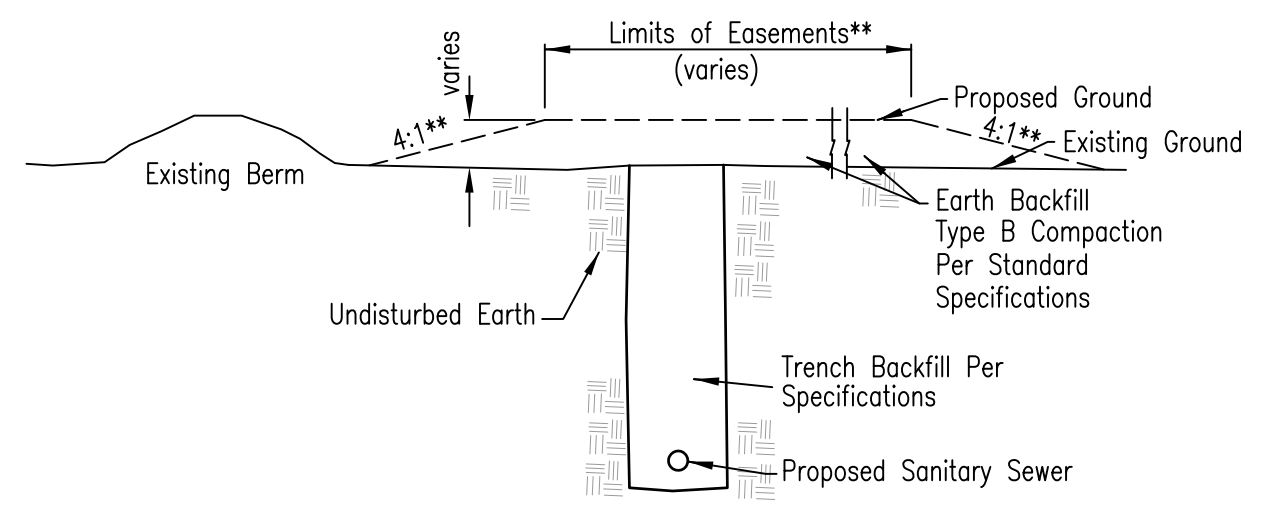 Limits of Easements**
(varies)
varies
Proposed Ground
4:1**
4:1**
Existing Ground
Existing Berm
Earth Backfill
Type B Compaction
Per Standard
Specifications
Undisturbed Earth
Trench Backfill Per
Specifications
Proposed Sanitary Sewer